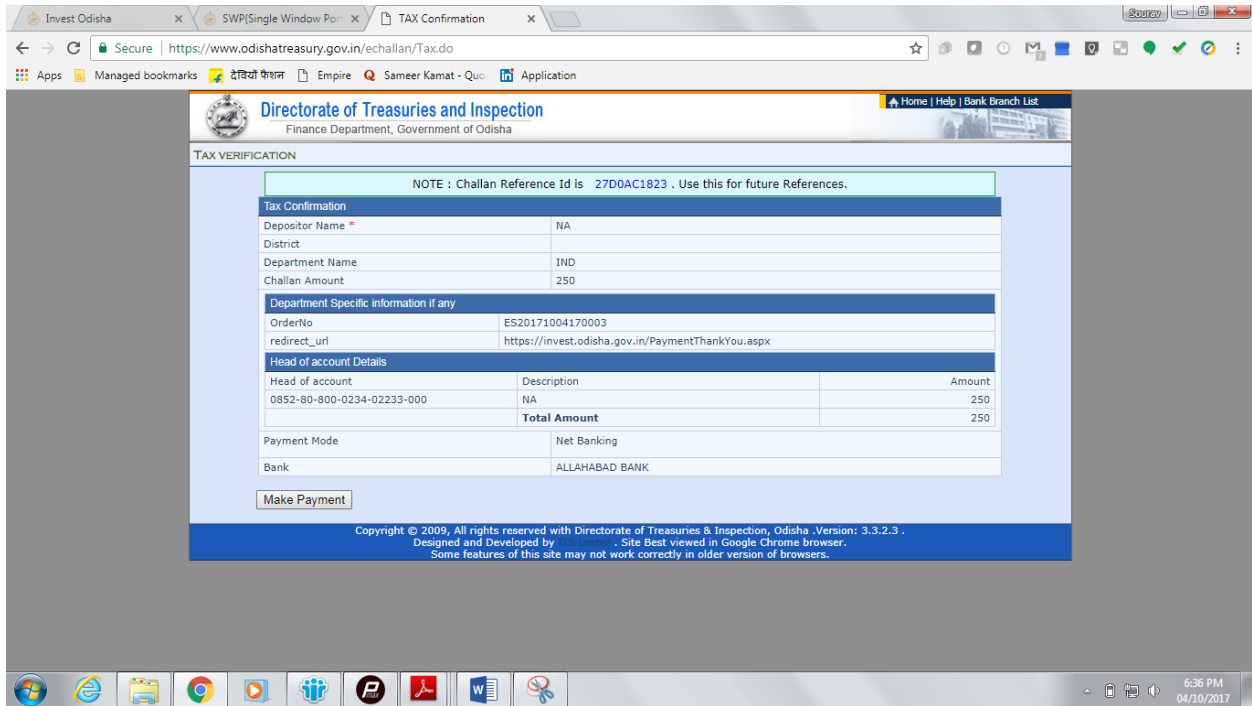 Invest Odisha
SWP(Single Window Por
TAX Confirmation
Sourav
Secure | https://www.odishatreasury.gov.in/echallan/Tax.do
Apps Managed bookmarks देवियों फैशन Empire Sameer Kamat - Quo Application
Directorate of Treasuries and Inspection
Finance Department, Government of Odisha
Home | Help | Bank Branch List
TAX VERIFICATION
NOTE : Challan Reference Id is 27D0AC1823 . Use this for future References.
Tax Confirmation
Depositor Name * NA
District
Department Name IND
Challan Amount 250
Department Specific information if any
OrderNo ES20171004170003
redirect_url https://invest.odisha.gov.in/PaymentThankYou.aspx
Head of account Details
Head of account Description Amount
0852-80-800-0234-02233-000 NA 250
Total Amount 250
Payment Mode Net Banking
Bank ALLAHABAD BANK
Make Payment
Copyright © 2009, All rights reserved with Directorate of Treasuries & Inspection, Odisha .Version: 3.3.2.3 .
Designed and Developed by TCS Limited . Site Best viewed in Google Chrome browser.
Some features of this site may not work correctly in older version of browsers.
6:36 PM
04/10/2017